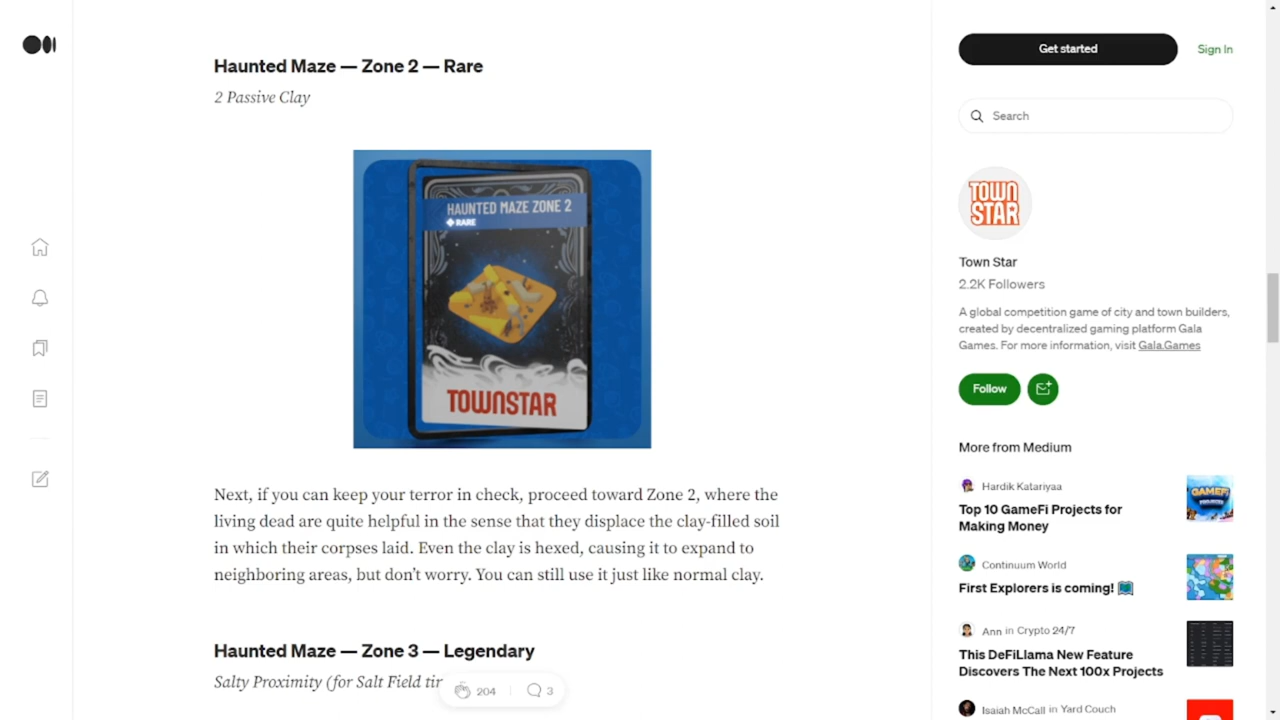 Haunted Maze — Zone 2 — Rare
2 Passive Clay
HAUNTED MAZE ZONE 2
RARE
TOWNSTAR
Next, if you can keep your terror in check, proceed toward Zone 2, where the
living dead are quite helpful in the sense that they displace the clay-filled soil
in which their corpses laid. Even the clay is hexed, causing it to expand to
neighboring areas, but don’t worry. You can still use it just like normal clay.
Haunted Maze — Zone 3 — Legendary
Salty Proximity (for Salt Field
204
3
Get started
Sign In
Search
TOWN
STAR
Town Star
2.2K Followers
A global competition game of city and town builders,
created by decentralized gaming platform Gala
Games. For more information, visit Gala.Games
Follow
More from Medium
Hardik Katariyaa
Top 10 GameFi Projects for
Making Money
GAMEFI
PROJECTS
Continuum World
First Explorers is coming!
Ann in Crypto 24/7
This DeFiLlama New Feature
Discovers The Next 100x Projects
Isaiah McCall in Yard Couch